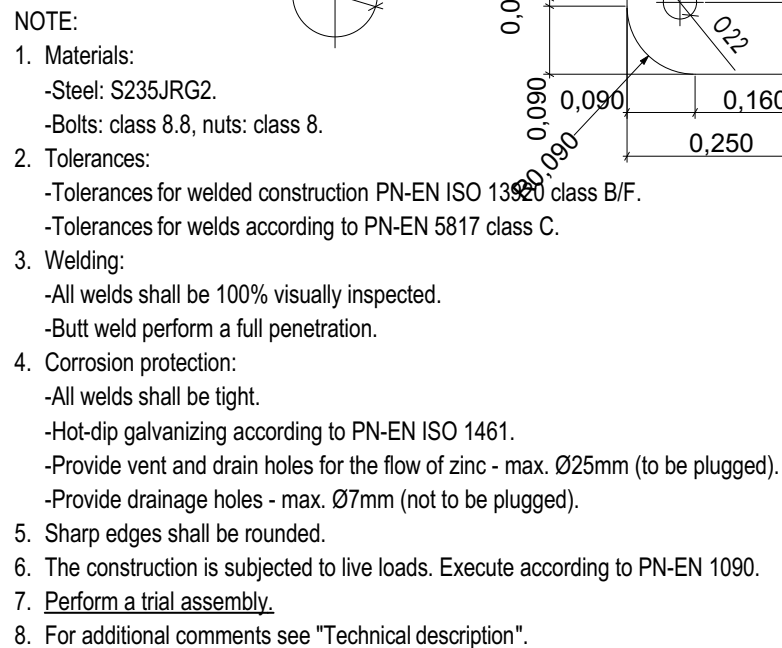 NOTE:
1. Materials:
-Steel: S235JRG2.
-Bolts: class 8.8, nuts: class 8.
2. Tolerances:
-Tolerances for welded construction PN-EN ISO 13920 class B/F.
-Tolerances for welds according to PN-EN 5817 class C.
3. Welding:
-All welds shall be 100% visually inspected.
-Butt weld perform a full penetration.
4. Corrosion protection:
-All welds shall be tight.
-Hot-dip galvanizing according to PN-EN ISO 1461.
-Provide vent and drain holes for the flow of zinc - max. Ø25mm (to be plugged).
-Provide drainage holes - max. Ø7mm (not to be plugged).
5. Sharp edges shall be rounded.
6. The construction is subjected to live loads. Execute according to PN-EN 1090.
7. Perform a trial assembly.
8. For additional comments see "Technical description".
0,090
0,090
0,160
0,250
R0,090